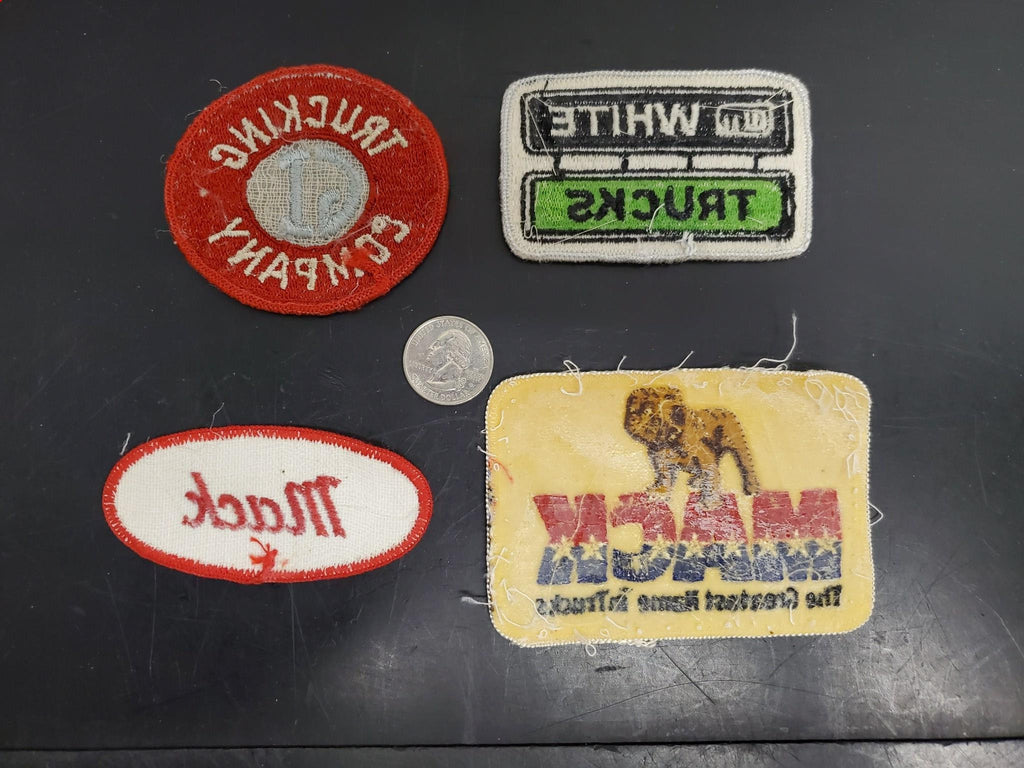 TRUCKING
COMPANY
WHITE
TRUCKS
Mack
MACK
The Greatest Name In Trucks